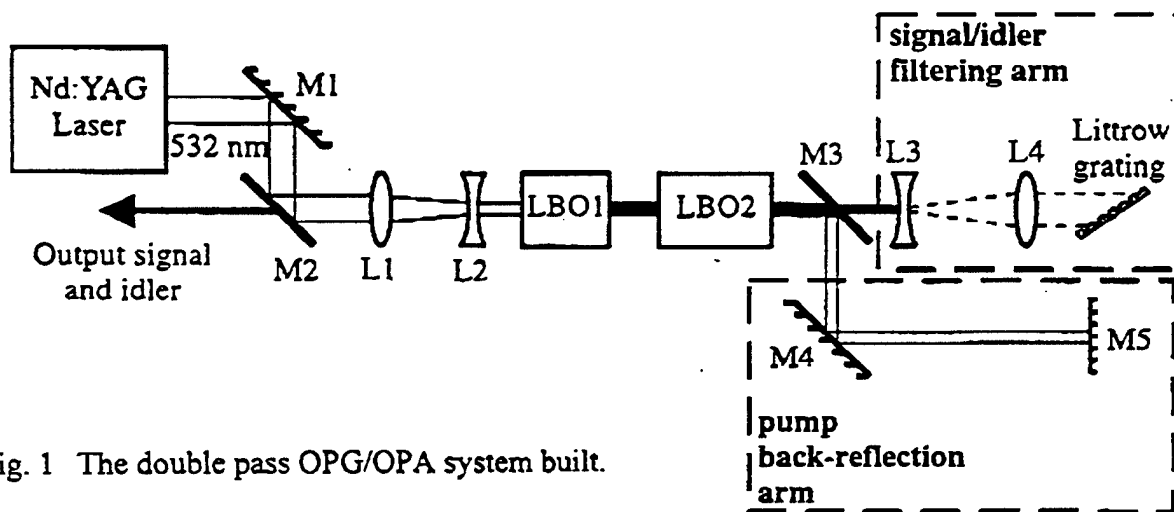 signal/idler
filtering arm
Nd:YAG
Laser
M1
532 nm
Littrow
grating
M3
L3
L4
LBO1
LBO2
Output signal
and idler
M2
L1
L2
M4
M5
pump
back-reflection
arm
ig. 1 The double pass OPG/OPA system built.